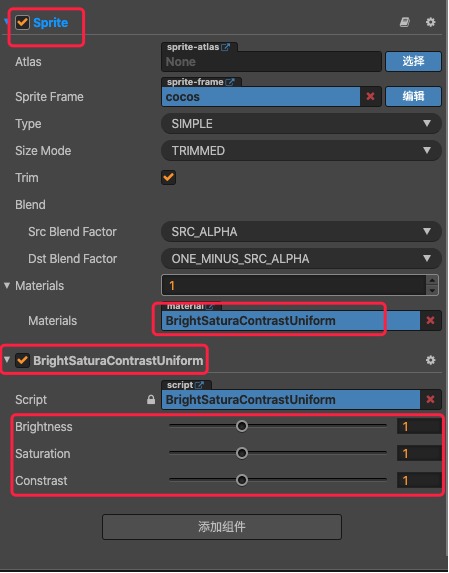 Sprite
sprite-atlas
Atlas None 选择
sprite-frame
Sprite Frame cocos 编辑
Type SIMPLE
Size Mode TRIMMED
Trim
Blend
Src Blend Factor SRC_ALPHA
Dst Blend Factor ONE_MINUS_SRC_ALPHA
Materials 1
material
Materials BrightSaturaContrastUniform
BrightSaturaContrastUniform
script
Script BrightSaturaContrastUniform
Brightness 1
Saturation 1
Constrast 1
添加组件